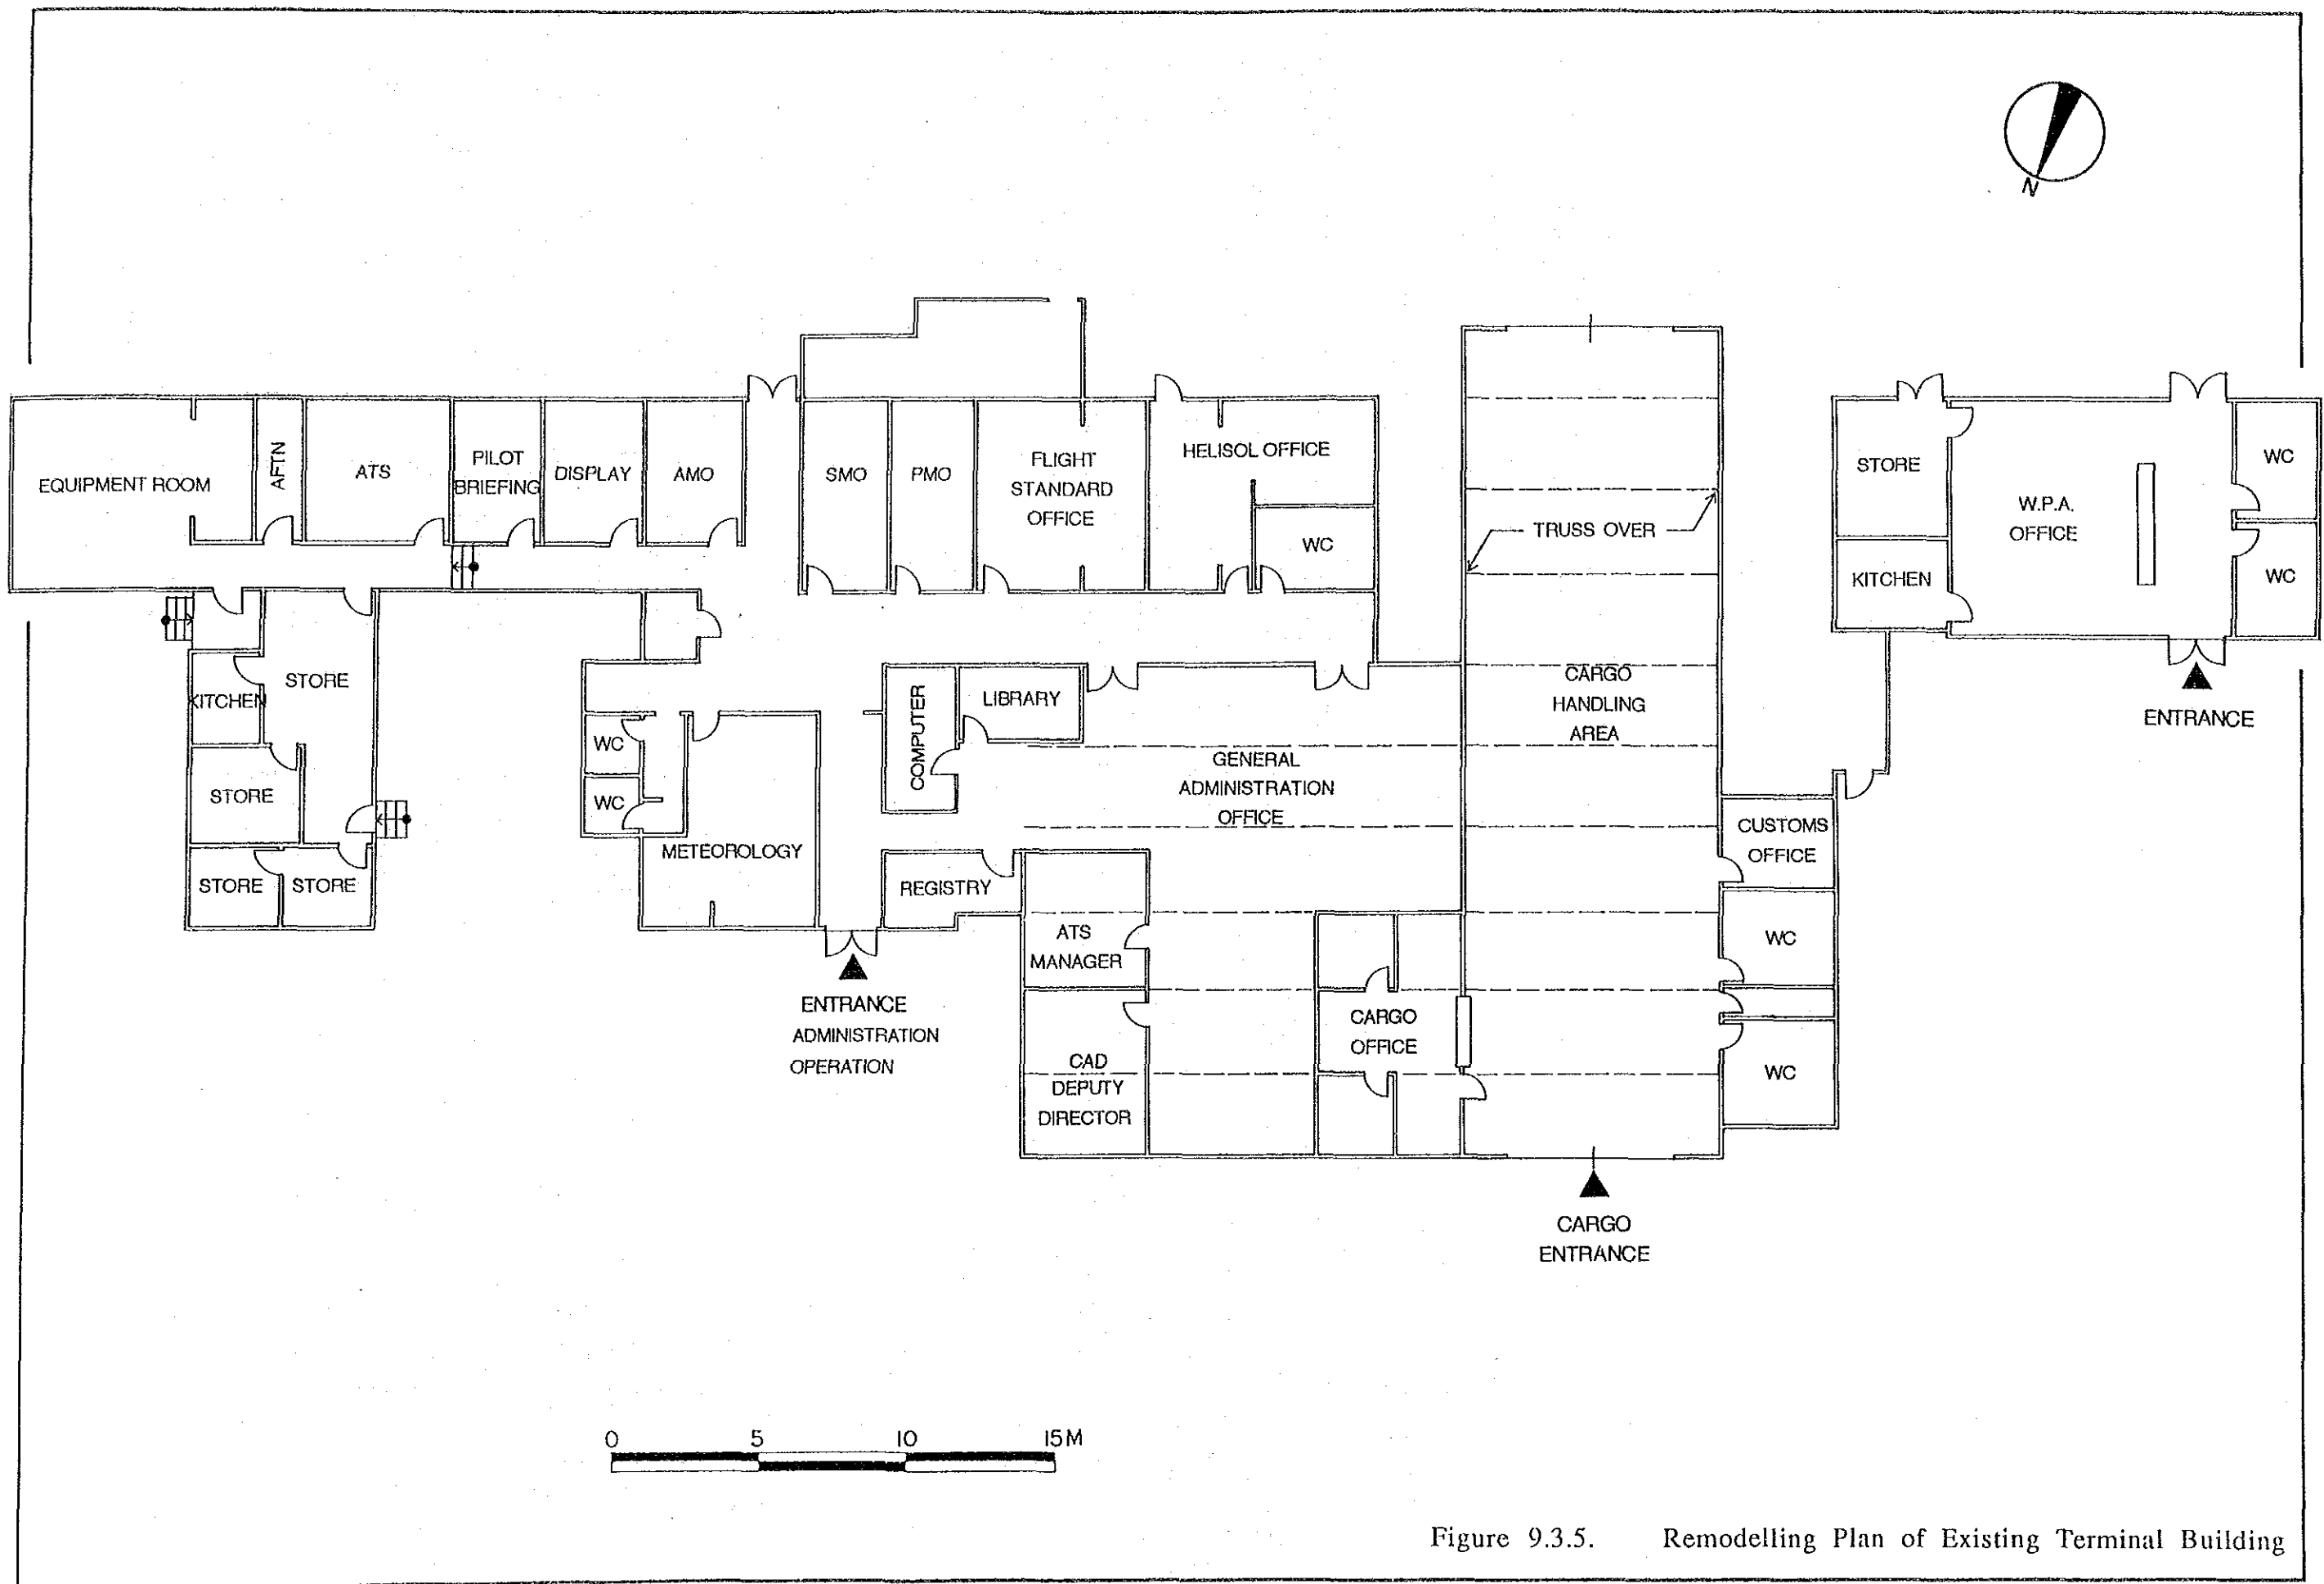 N
EQUIPMENT ROOM
AFTN
ATS
PILOT
BRIEFING
DISPLAY
AMO
SMO
PMO
FLIGHT
STANDARD
OFFICE
HELISOL OFFICE
WC
TRUSS OVER
STORE
KITCHEN
W.P.A.
OFFICE
WC
WC
ENTRANCE
KITCHEN
STORE
STORE
STORE
STORE
WC
WC
METEOROLOGY
COMPUTER
LIBRARY
REGISTRY
GENERAL
ADMINISTRATION
OFFICE
CARGO
HANDLING
AREA
CUSTOMS
OFFICE
WC
WC
ATS
MANAGER
CAD
DEPUTY
DIRECTOR
CARGO
OFFICE
ENTRANCE
ADMINISTRATION
OPERATION
CARGO
ENTRANCE
0 5 10 15M
Figure 9.3.5. Remodelling Plan of Existing Terminal Building